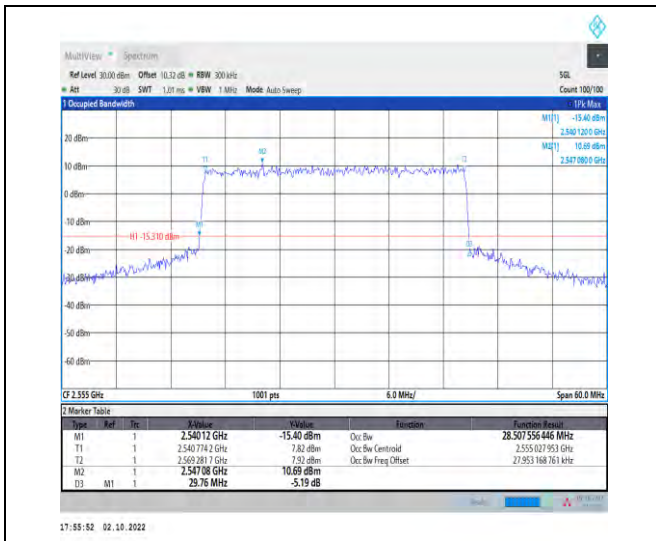 MultiView Spectrum
Ref Level 30.00 dBm Offset 10.32 dB RBW 300 kHz SGL
Att 30 dB SWT 1.01 ms VBW 1 MHz Mode Auto Sweep Count 100/100
1 Occupied Bandwidth 1Pk Max
M1[1] -15.40 dBm
2.540 120 0 GHz
M2[1] 10.69 dBm
2.547 080 0 GHz
20 dBm
M2
T1
T2
10 dBm
0 dBm
-10 dBm
M1
H1 -15.310 dBm
-20 dBm
D3
-30 dBm
-40 dBm
-50 dBm
-60 dBm
CF 2.555 GHz 1001 pts 6.0 MHz/ Span 60.0 MHz
2 Marker Table
Type Ref Trc X-Value Y-Value Function Function Result
M1 1 2.54012 GHz -15.40 dBm Occ Bw 28.507 556 446 MHz
T1 1 2.540 774 2 GHz 7.82 dBm Occ Bw Centroid 2.555 027 953 GHz
T2 1 2.569 281 7 GHz 7.92 dBm Occ Bw Freq Offset 27.953 168 761 kHz
M2 1 2.547 08 GHz 10.69 dBm
D3 M1 1 29.76 MHz -5.19 dB
17:55:52 02.10.2022